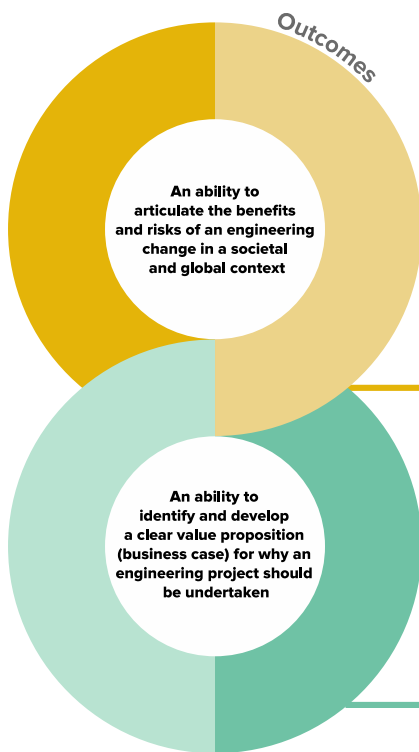 Outcomes
An ability to
articulate the benefits
and risks of an engineering
change in a societal
and global context
An ability to
identify and develop
a clear value proposition
(business case) for why an
engineering project should
be undertaken